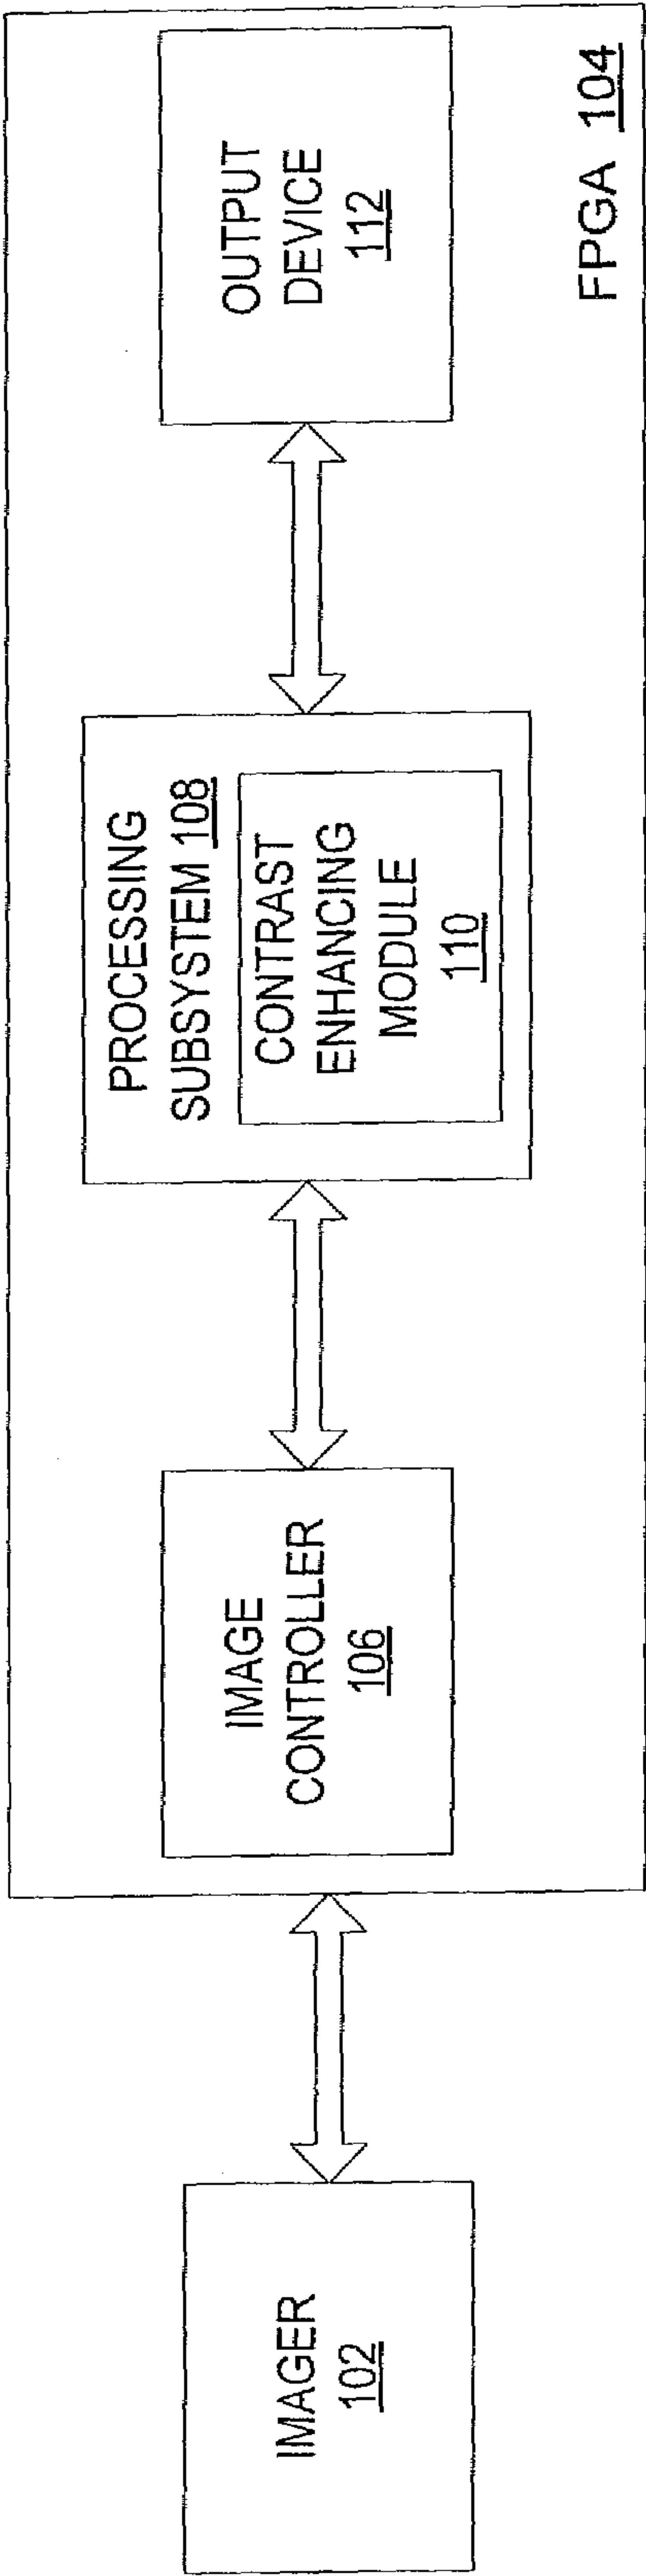 IMAGER
102
IMAGE
CONTROLLER
106
PROCESSING
SUBSYSTEM 108
CONTRAST
ENHANCING
MODULE
110
OUTPUT
DEVICE
112
FPGA 104